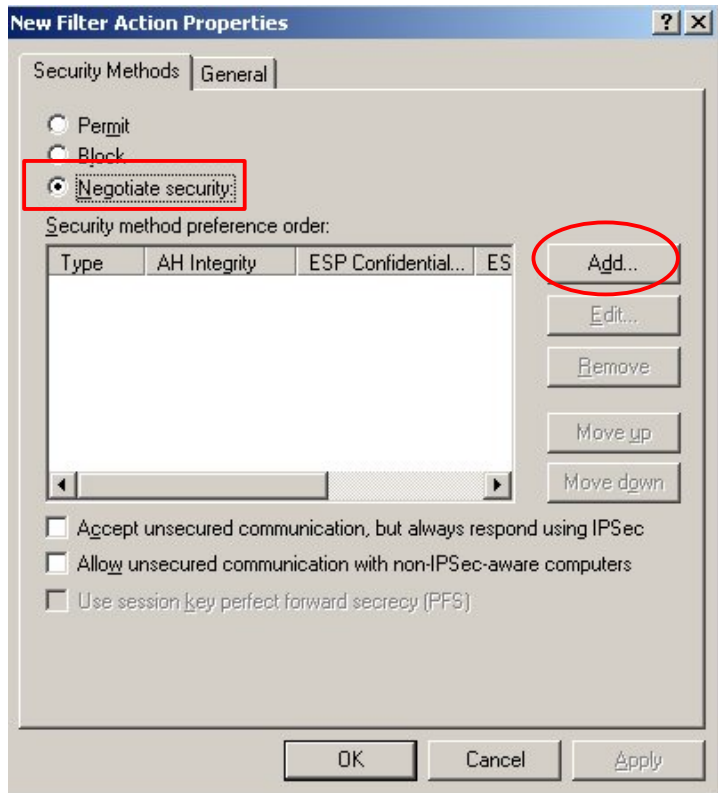 New Filter Action Properties
Security Methods General
Permit
Block
Negotiate security:
Security method preference order:
Type AH Integrity ESP Confidential... ES
Add...
Edit...
Remove
Move up
Move down
Accept unsecured communication, but always respond using IPSec
Allow unsecured communication with non-IPSec-aware computers
Use session key perfect forward secrecy (PFS)
OK Cancel Apply